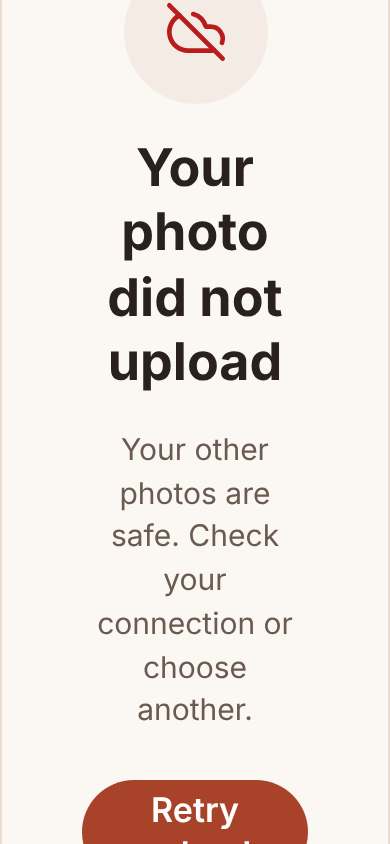 Your
photo
did not
upload
Your other
photos are
safe. Check
your
connection or
choose
another.
Retry